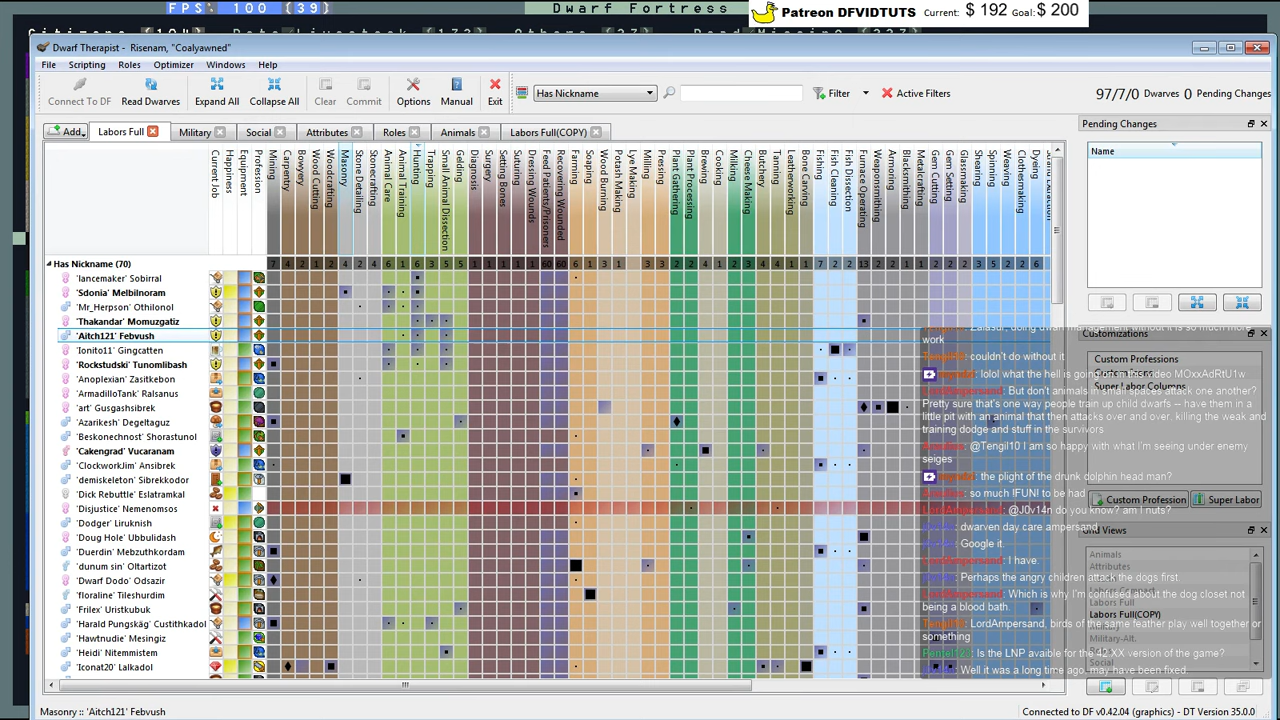 FPS: 100 (39)
Dwarf Fortress
Patreon DFVIDTUTS Current: $ 192 Goal: $ 200
Dwarf Therapist - Risenam, "Coalyawned"
File Scripting Roles Optimizer Windows Help
Connect To DF Read Dwarves Expand All Collapse All Clear Commit Options Manual Exit Has Nickname Filter Active Filters 97/7/0 Dwarves 0 Pending Changes
Add... Labors Full Military Social Attributes Roles Animals Labors Full(COPY)
Pending Changes
Name
Current Job
Happiness
Equipment
Profession
Mining
Carpentry
Bowyery
Wood Cutting
Woodcrafting
Masonry
Stone Detailing
Stonecrafting
Animal Care
Animal Training
Hunting
Trapping
Small Animal Dissection
Gelding
Diagnosis
Surgery
Setting Bones
Suturing
Dressing Wounds
Feed Patients/Prisoners
Recovering Wounded
Farming
Soaping
Wood Burning
Potash Making
Lye Making
Milling
Pressing
Plant Gathering
Plant Processing
Brewing
Cooking
Milking
Cheese Making
Butchery
Tanning
Leatherworking
Bone Carving
Fishing
Fish Cleaning
Fish Dissection
Furnace Operating
Weaponsmithing
Armoring
Blacksmithing
Metalcrafting
Gem Cutting
Gem Setting
Glassmaking
Shearing
Spinning
Weaving
Clothesmaking
Dyeing
Has Nickname (70)
'lancemaker' Sobirral
'Sdonia' Melbilnoram
'Mr_Herpson' Othilonol
'Thakandar' Momuzgatiz
'Aitch121' Febvush
'Ionito11' Gingcatten
'Rockstudski' Tunomlibash
'Anoplexian' Zasitkebon
'ArmadilloTank' Ralsanus
'art' Gusgashsibrek
'Azarikesh' Degeltaguz
'Beskonechnost' Shorastunol
'Cakengrad' Vucaranam
'ClockworkJim' Ansibrek
'demiskeleton' Sibrekkodor
'Dick Rebuttle' Eslatramkal
'Disjustice' Nemenomsos
'Dodger' Liruknish
'Doug Hole' Ubbulidash
'Duerdin' Mebzuthkordam
'dunum sin' Oltartizot
'Dwarf Dodo' Odsazir
'floraline' Tileshurdim
'Frilex' Uristkubuk
'Harald Pungskäg' Custithkodal
'Hawtnudie' Mesingiz
'Heidi' Nitemmistem
'Iconat20' Lalkadol
Customizations
Custom Professions
Super Labor Columns
Custom Profession Super Labor
Grid Views
Animals
Attributes
Labors Full
Labors Full(COPY)
Military-Alt.
Social
work
couldn't do without it
lolol what the hell is going on in this video MOxxAdRtU1w
But don't animals in small spaces attack one another?
Pretty sure that's one way people train up child dwarfs -- have them in a
little pit with an animal that then attacks over and over, killing the weak and
training dodge and stuff in the survivors
@Tengil10 I am so happy with what I'm seeing under enemy
seiges
the plight of the drunk dolphin head man?
so much !FUN! to be had
LordAmpersand: @J0v14n do you know? am I nuts?
dwarven day care ampersand
Google it.
I have.
Perhaps the angry children attack the dogs first.
LordAmpersand: Which is why I'm confused about the dog closet not
being a blood bath.
LordAmpersand, birds of the same feather play well together or
something
Is the LNP avaible for the 42.XX version of the game?
Well it was a long time ago. may have been fixed
Masonry :: 'Aitch121' Febvush
Connected to DF v0.42.04 (graphics) - DT Version 35.0.0